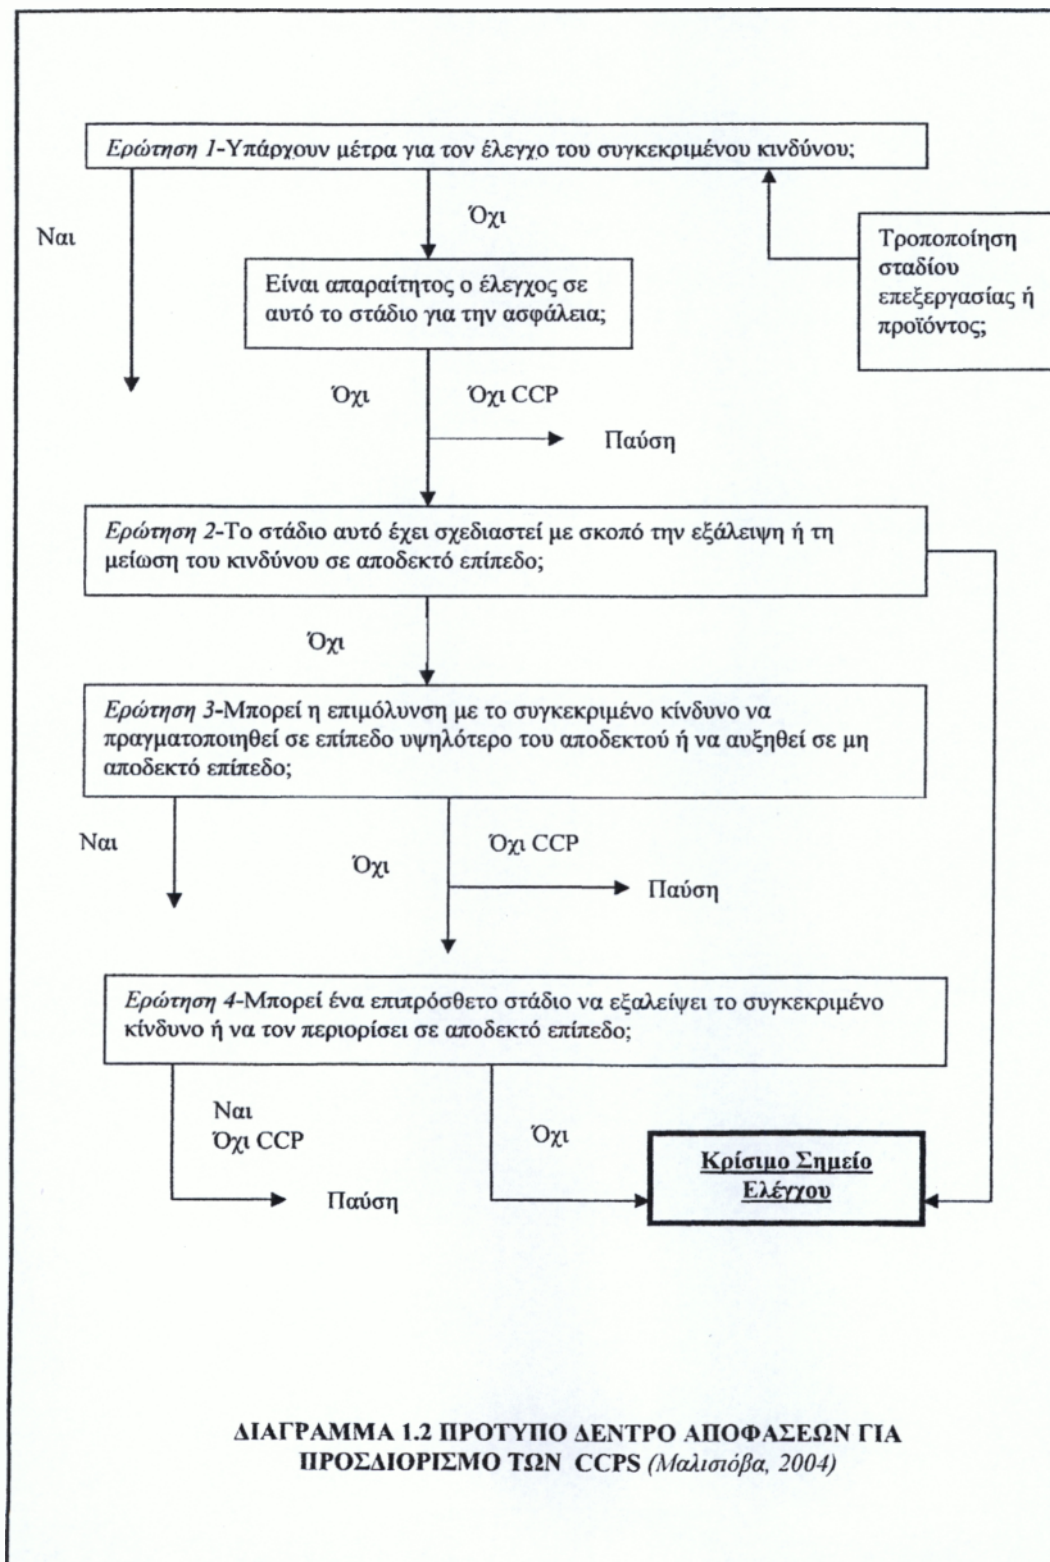 Ερώτηση 1-Υπάρχουν μέτρα για τον έλεγχο του συγκεκριμένου κινδύνου;
Ναι
Όχι
Τροποποίηση
σταδίου
επεξεργασίας ή
προϊόντος;
Είναι απαραίτητος ο έλεγχος σε
αυτό το στάδιο για την ασφάλεια;
Όχι
Όχι CCP
Παύση
Ερώτηση 2-Το στάδιο αυτό έχει σχεδιαστεί με σκοπό την εξάλειψη ή τη
μείωση του κινδύνου σε αποδεκτό επίπεδο;
Όχι
Ερώτηση 3-Μπορεί η επιμόλυνση με το συγκεκριμένο κίνδυνο να
πραγματοποιηθεί σε επίπεδο υψηλότερο του αποδεκτού ή να αυξηθεί σε μη
αποδεκτό επίπεδο;
Ναι
Όχι
Όχι CCP
Παύση
Ερώτηση 4-Μπορεί ένα επιπρόσθετο στάδιο να εξαλείψει το συγκεκριμένο
κίνδυνο ή να τον περιορίσει σε αποδεκτό επίπεδο;
Ναι
Όχι CCP
Όχι
Παύση
Κρίσιμο Σημείο
Ελέγχου
ΔΙΑΓΡΑΜΜΑ 1.2 ΠΡΟΤΥΠΟ ΔΕΝΤΡΟ ΑΠΟΦΑΣΕΩΝ ΓΙΑ
ΠΡΟΣΔΙΟΡΙΣΜΟ ΤΩΝ CCPS (Μαλισιόβα, 2004)